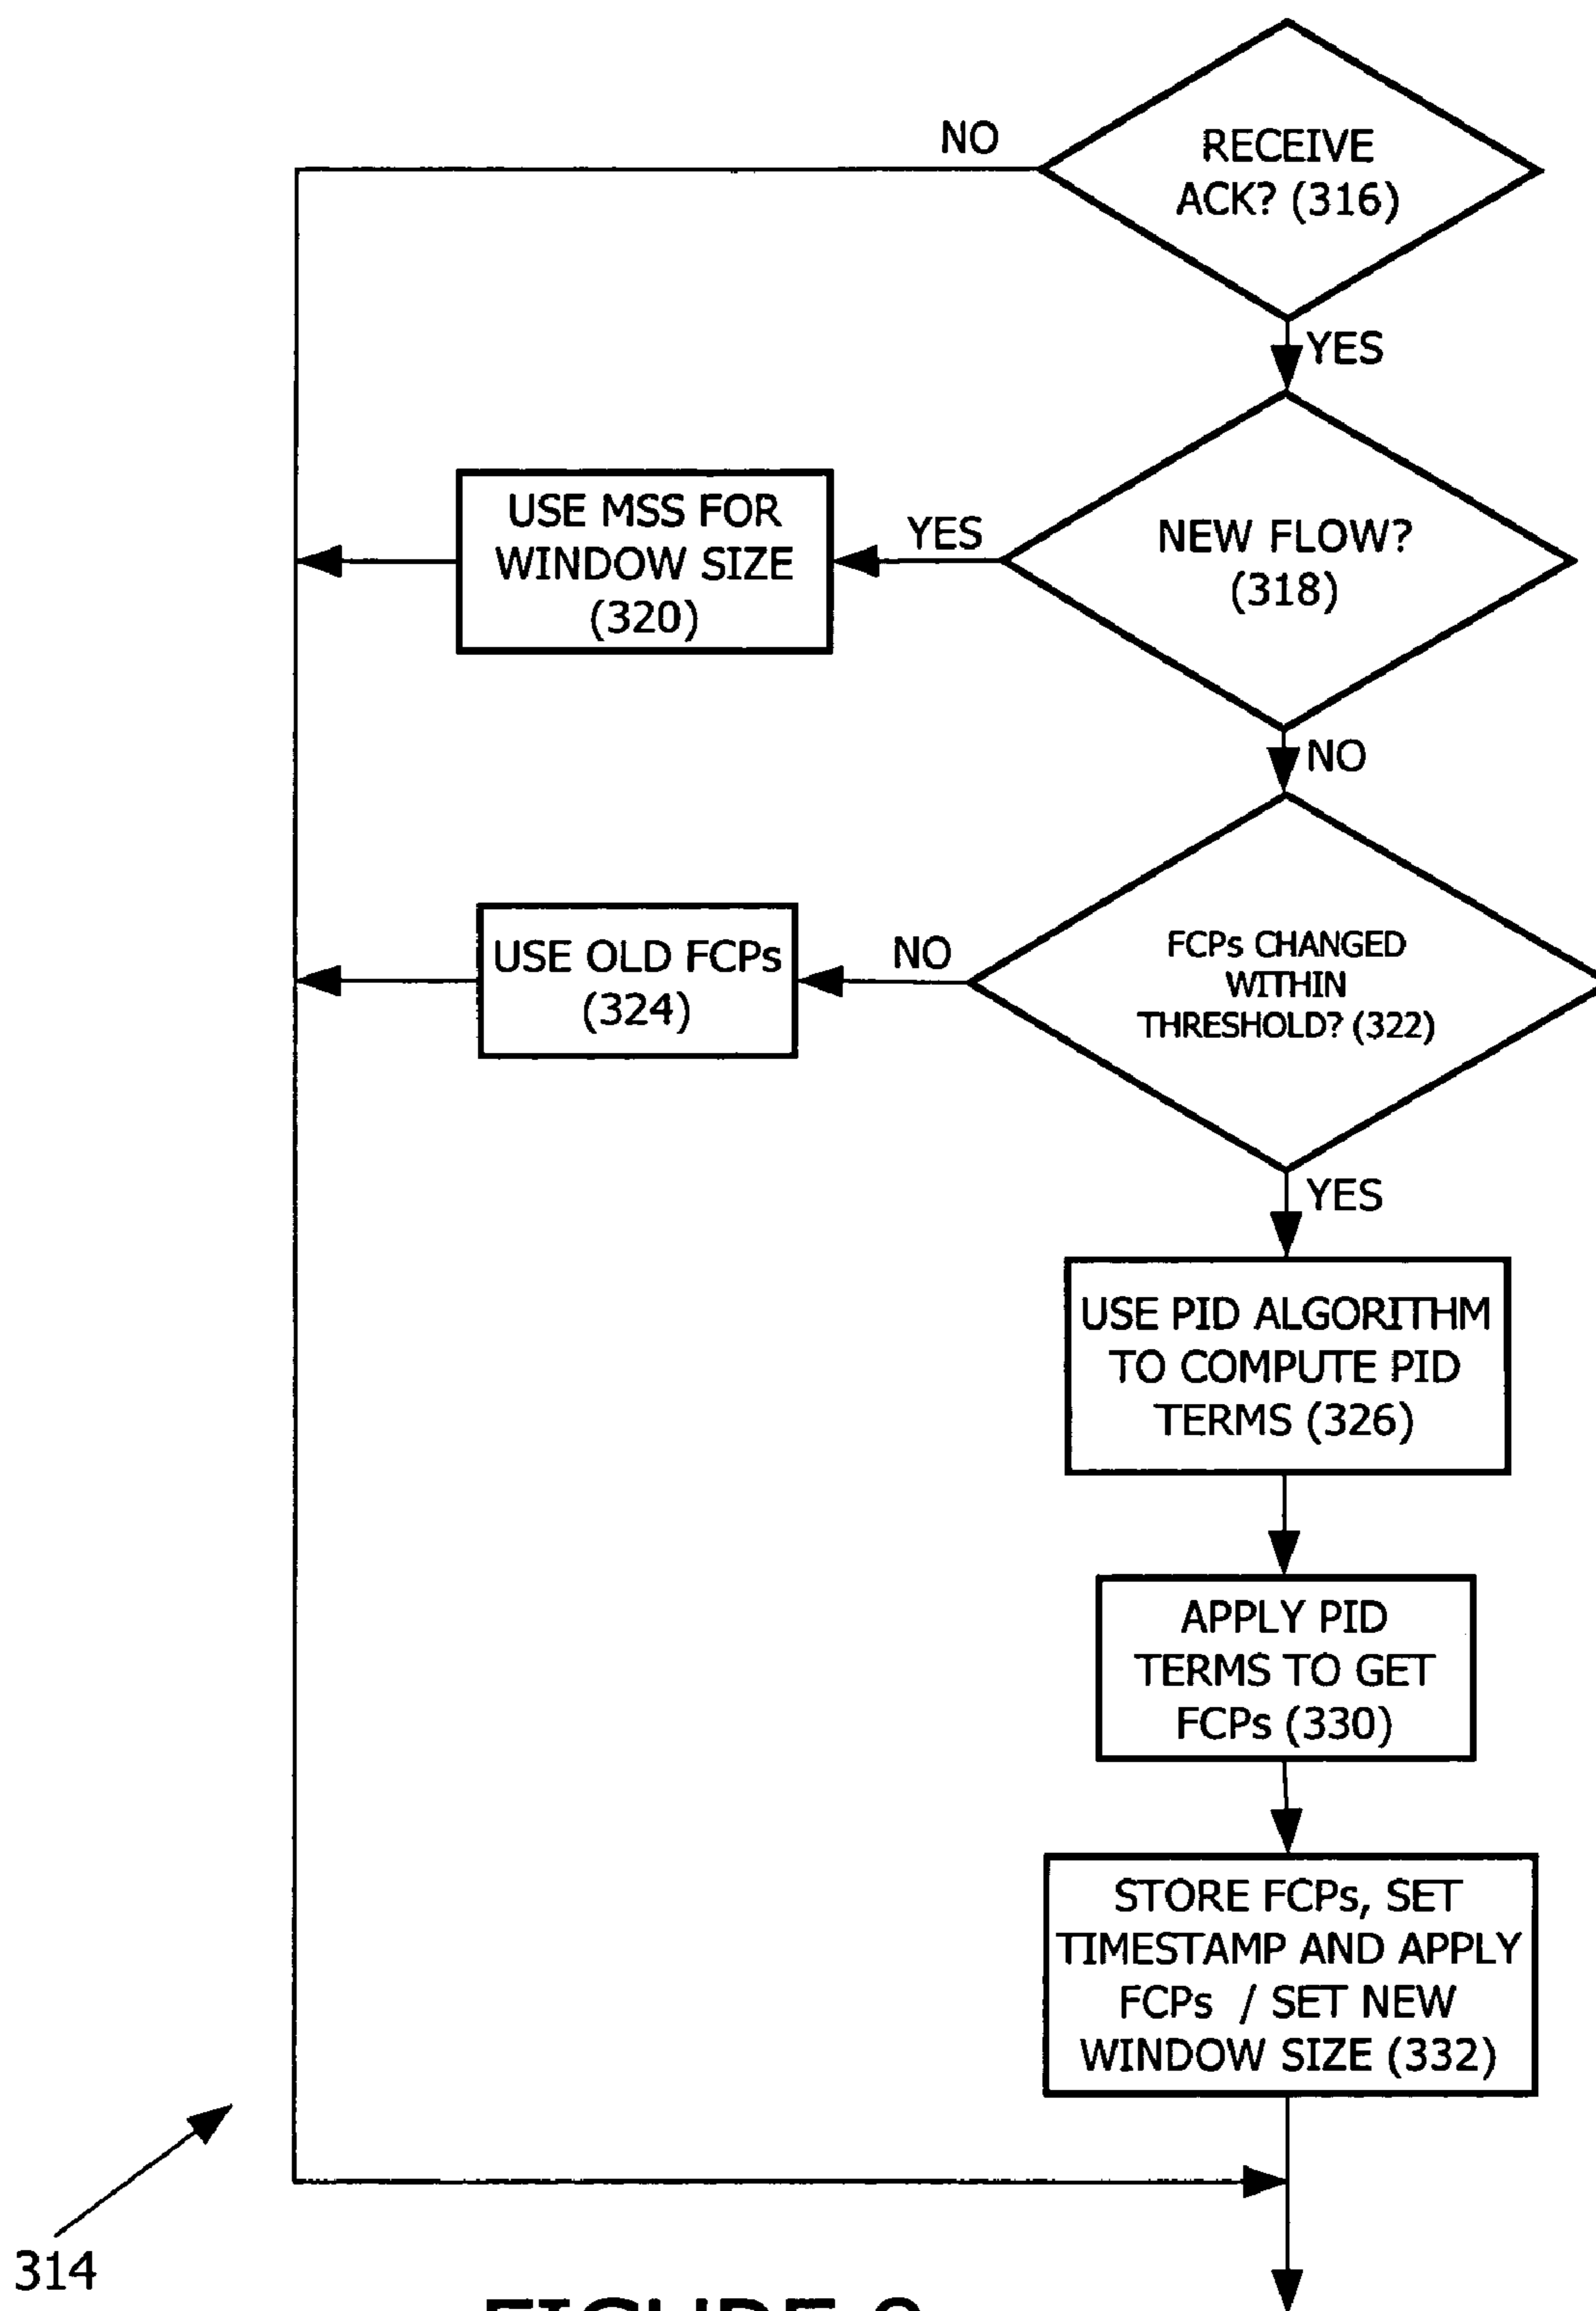 RECEIVE
ACK? (316)
NO
YES
NEW FLOW?
(318)
YES
USE MSS FOR
WINDOW SIZE
(320)
NO
FCPs CHANGED
WITHIN
THRESHOLD? (322)
NO
USE OLD FCPs
(324)
YES
USE PID ALGORITHM
TO COMPUTE PID
TERMS (326)
APPLY PID
TERMS TO GET
FCPs (330)
STORE FCPs, SET
TIMESTAMP AND APPLY
FCPs / SET NEW
WINDOW SIZE (332)
314
FIGURE